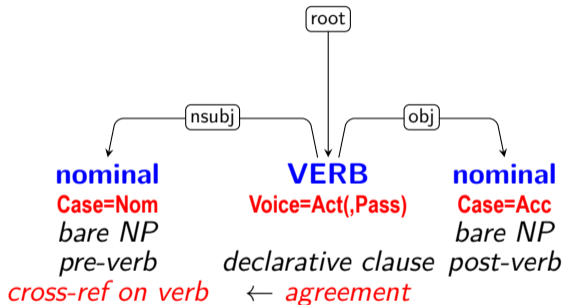 root
nsubj obj
nominal VERB nominal
Case=Nom Voice=Act(,Pass) Case=Acc
bare NP bare NP
pre-verb declarative clause post-verb
cross-ref on verb ← agreement